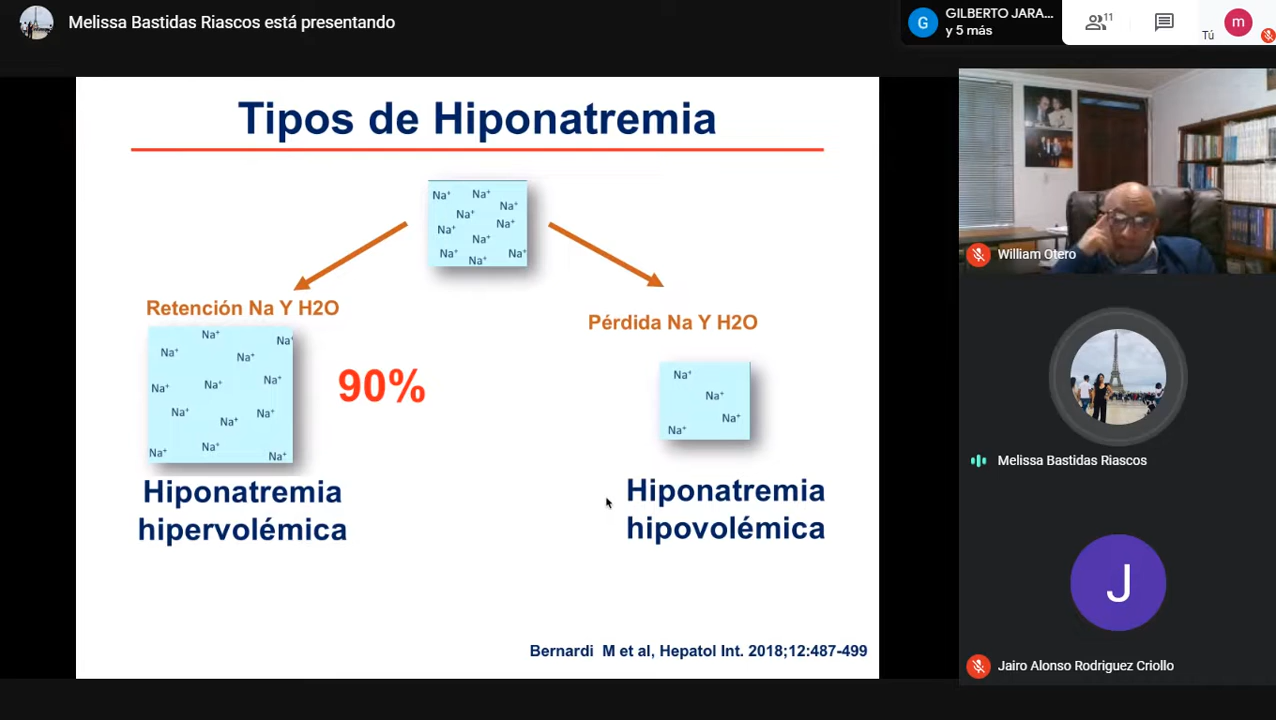 Melissa Bastidas Riascos está presentando
G
GILBERTO JARA...
y 5 más
11
Tú
m
Tipos de Hiponatremia
Na⁺ Na⁺
Na⁺
Na⁺
Na⁺
Na⁺
Na⁺
Na⁺ Na⁺
Na⁺
Retención Na Y H2O
Pérdida Na Y H2O
Na⁺
Na⁺
Na⁺ Na⁺
Na⁺ Na⁺ Na⁺
Na⁺ Na⁺ Na⁺
Na⁺ Na⁺ Na⁺
90%
Na⁺
Na⁺
Na⁺
Na⁺
Hiponatremia
hipervolémica
Hiponatremia
hipovolémica
Bernardi M et al, Hepatol Int. 2018;12:487-499
William Otero
Melissa Bastidas Riascos
J
Jairo Alonso Rodriguez Criollo